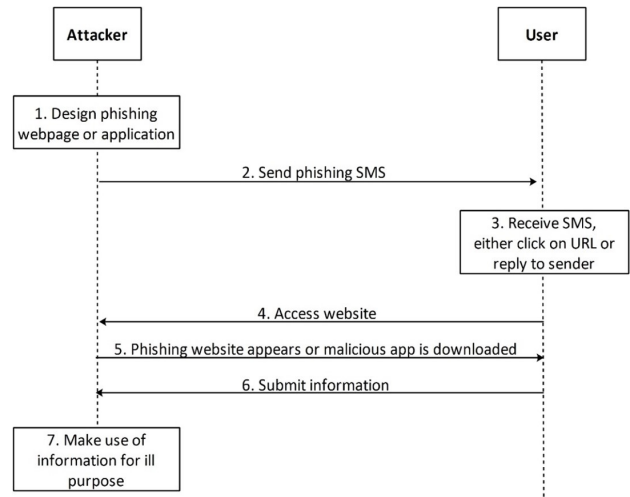 Attacker
User
1. Design phishing
webpage or application
2. Send phishing SMS
3. Receive SMS,
either click on URL or
reply to sender
4. Access website
5. Phishing website appears or malicious app is downloaded
6. Submit information
7. Make use of
information for ill
purpose